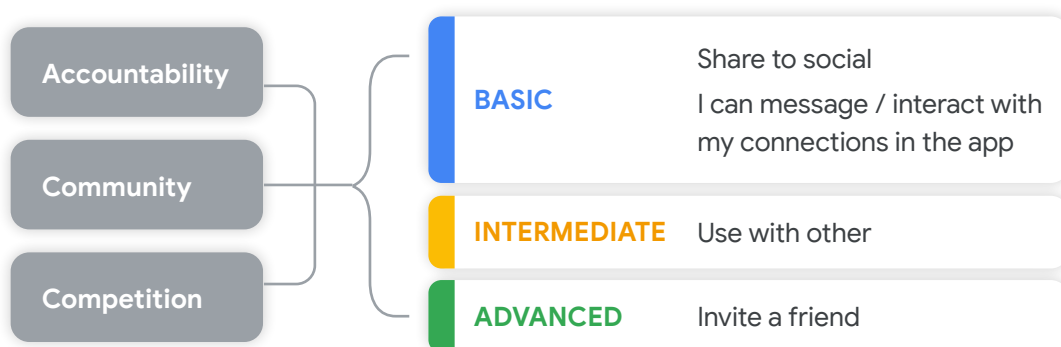 Accountability
Community
Competition
BASIC
Share to social
I can message / interact with
my connections in the app
INTERMEDIATE
Use with other
ADVANCED
Invite a friend